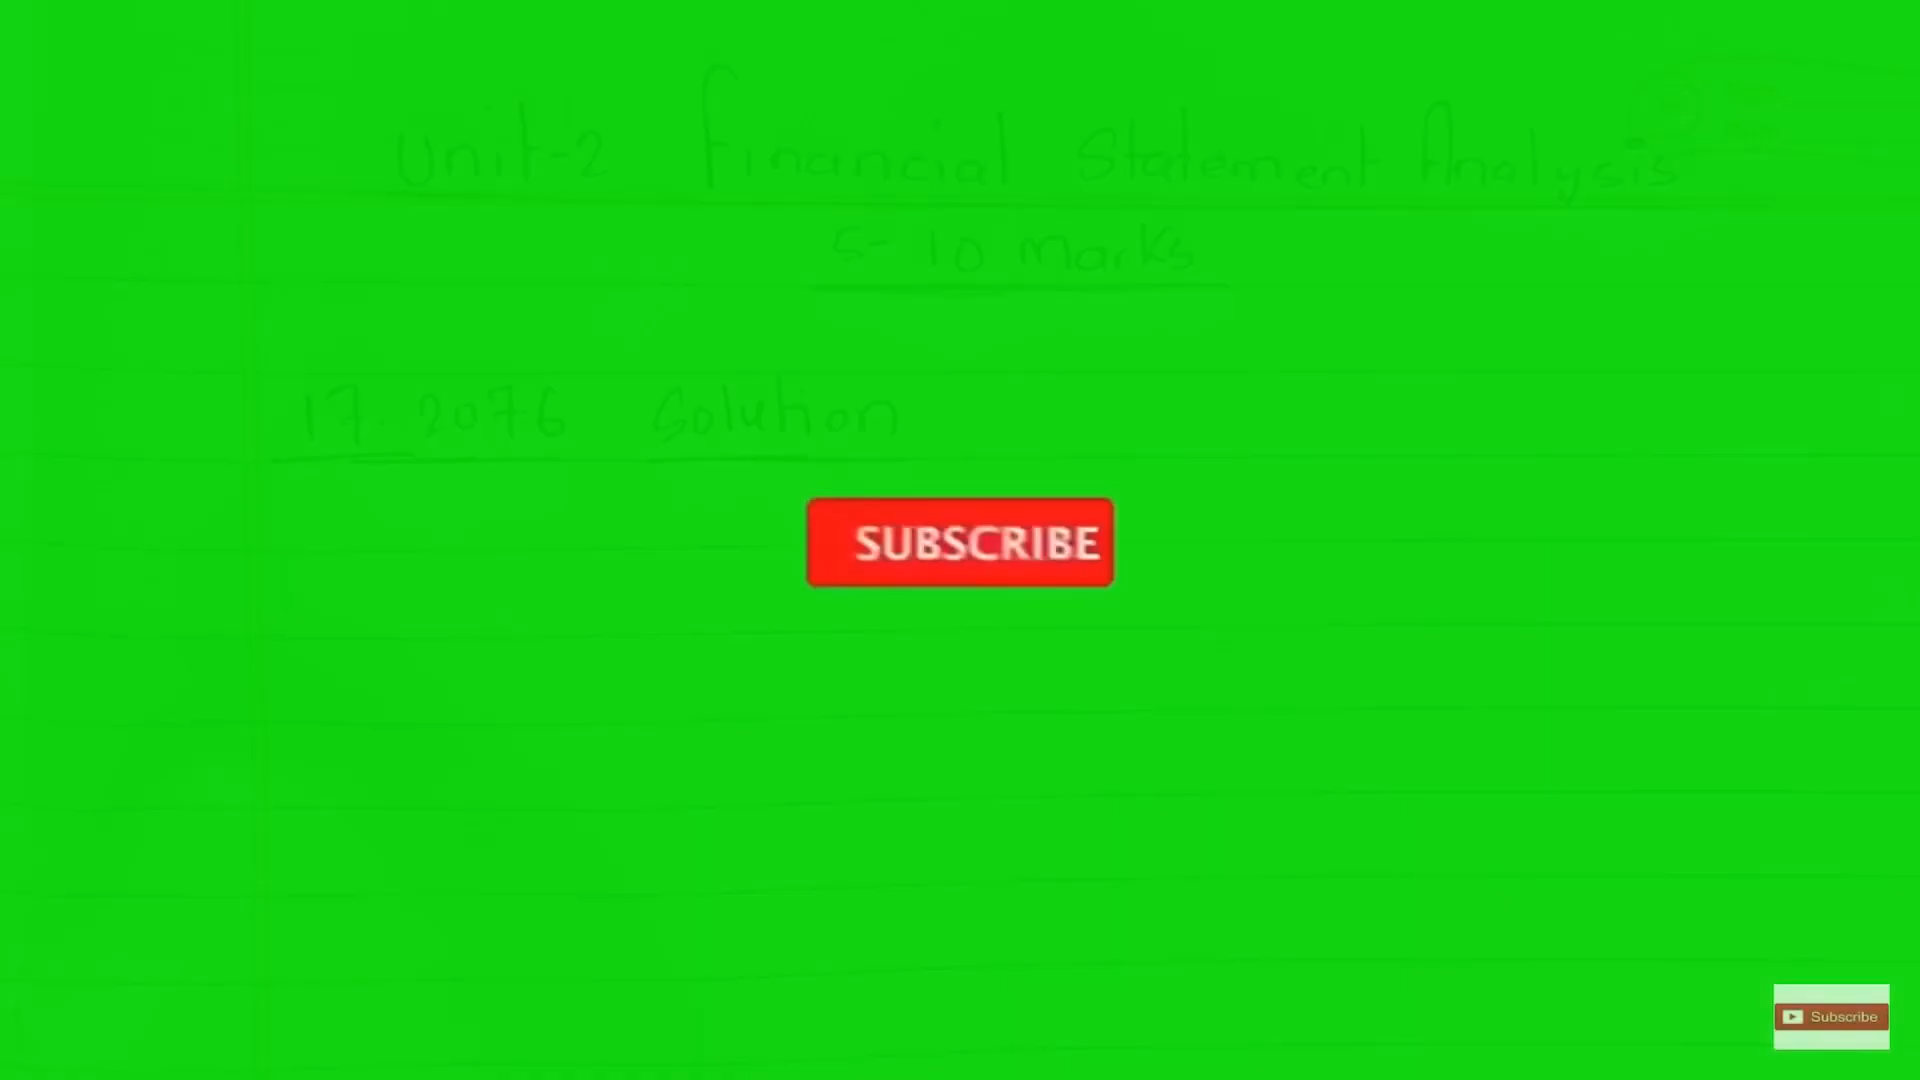 Unit-2 Financial Statement Analysis
5-10 marks
17. 2076 Solution
SUBSCRIBE
Subscribe